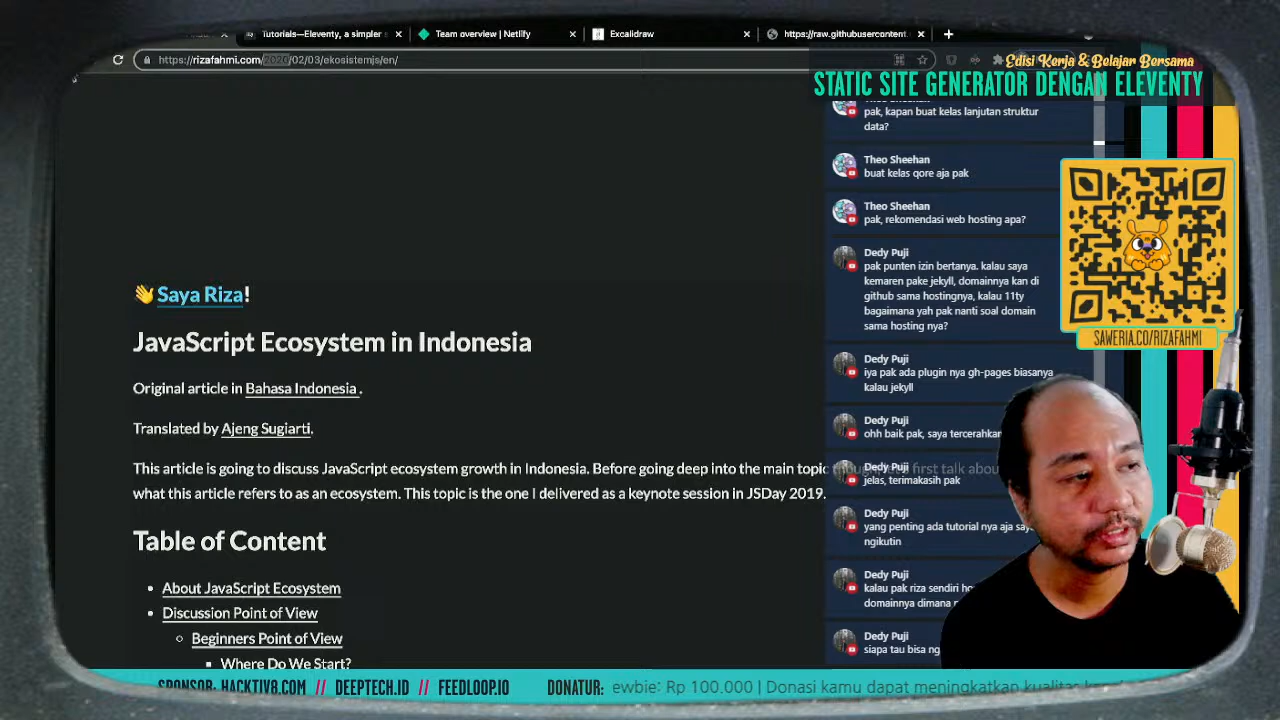 Tutorials—Eleventy, a simpler s
Team overview | Netlify
Excalidraw
https://raw.githubusercontent
https://rizafahmi.com/2020/02/03/ekosistemjs/en/
Edisi Kerja & Belajar Bersama
STATIC SITE GENERATOR DENGAN ELEVENTY
Theo Sheehan
pak, kapan buat kelas lanjutan struktur
data?
Theo Sheehan
buat kelas qore aja pak
Theo Sheehan
pak, rekomendasi web hosting apa?
Dedy Puji
pak punten izin bertanya. kalau saya
kemaren pake jekyll, domainnya kan di
github sama hostingnya, kalau 11ty
bagaimana yah pak nanti soal domain
sama hosting nya?
Dedy Puji
iya pak ada plugin nya gh-pages biasanya
kalau jekyll
Dedy Puji
ohh baik pak, saya tercerahkan
Dedy Puji
jelas, terimakasih pak
Dedy Puji
yang penting ada tutorial nya aja say
ngikutin
Dedy Puji
kalau pak riza sendiri ho
domainnya dimana
Dedy Puji
siapa tau bisa ng
SAWERIA.CO/RIZAFAHMI
👋Saya Riza!
JavaScript Ecosystem in Indonesia
Original article in Bahasa Indonesia .
Translated by Ajeng Sugiarti.
This article is going to discuss JavaScript ecosystem growth in Indonesia. Before going deep into the main topic first talk about
what this article refers to as an ecosystem. This topic is the one I delivered as a keynote session in JSDay 2019.
Table of Content
• About JavaScript Ecosystem
• Discussion Point of View
○ Beginners Point of View
▪ Where Do We Start?
SPONSOR: HACKTIV8.COM // DEEPTECH.ID // FEEDLOOP.IO DONATUR: ewbie: Rp 100.000 | Donasi kamu dapat meningkatkan kualitas